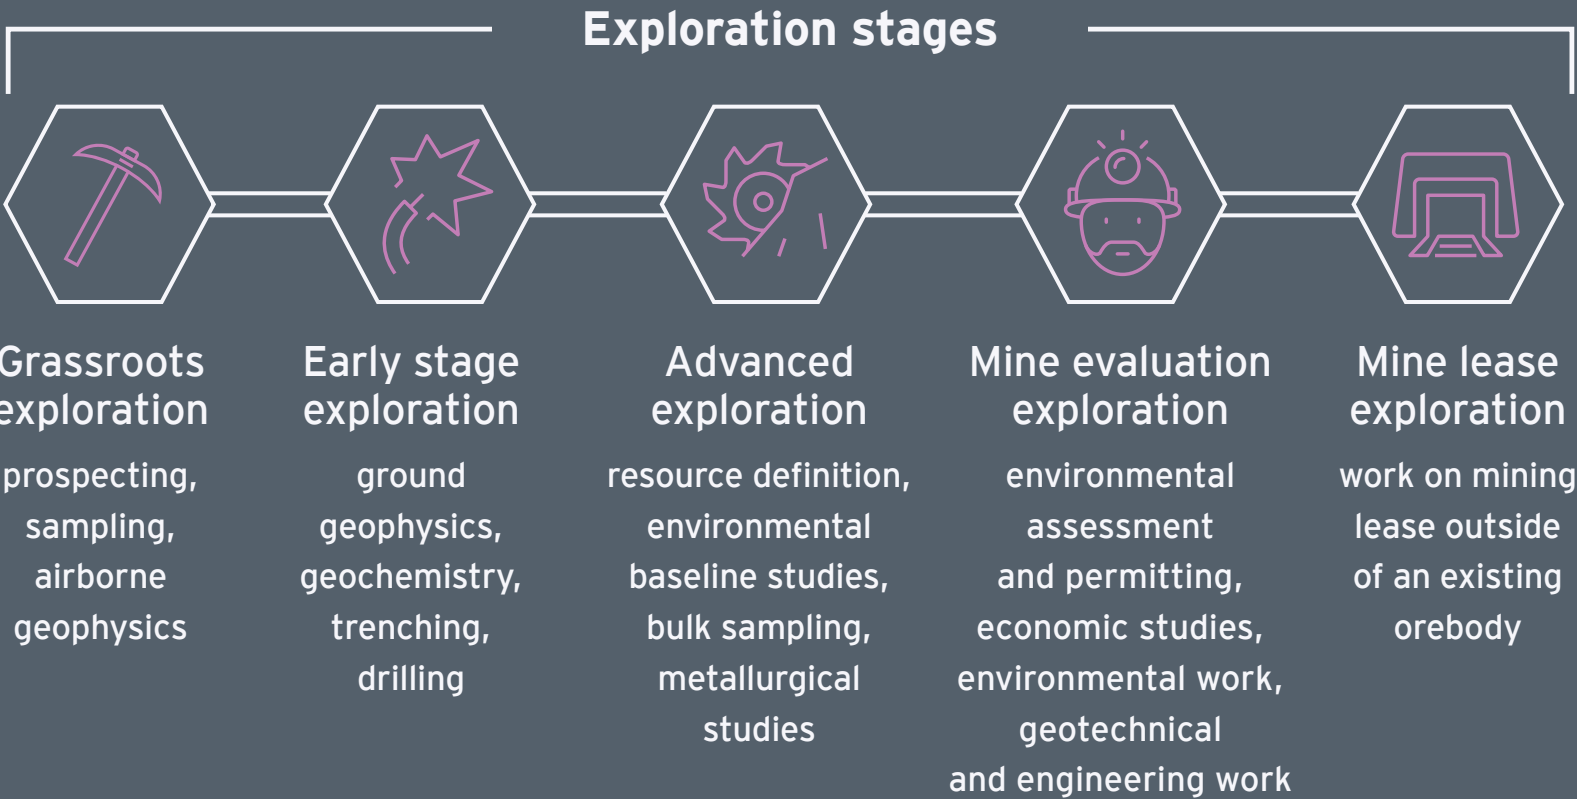 Exploration stages
Grassroots
exploration
prospecting,
sampling,
airborne
geophysics
Early stage
exploration
ground
geophysics,
geochemistry,
trenching,
drilling
Advanced
exploration
resource definition,
environmental
baseline studies,
bulk sampling,
metallurgical
studies
Mine evaluation
exploration
environmental
assessment
and permitting,
economic studies,
environmental work,
geotechnical
and engineering work
Mine lease
exploration
work on mining
lease outside
of an existing
orebody